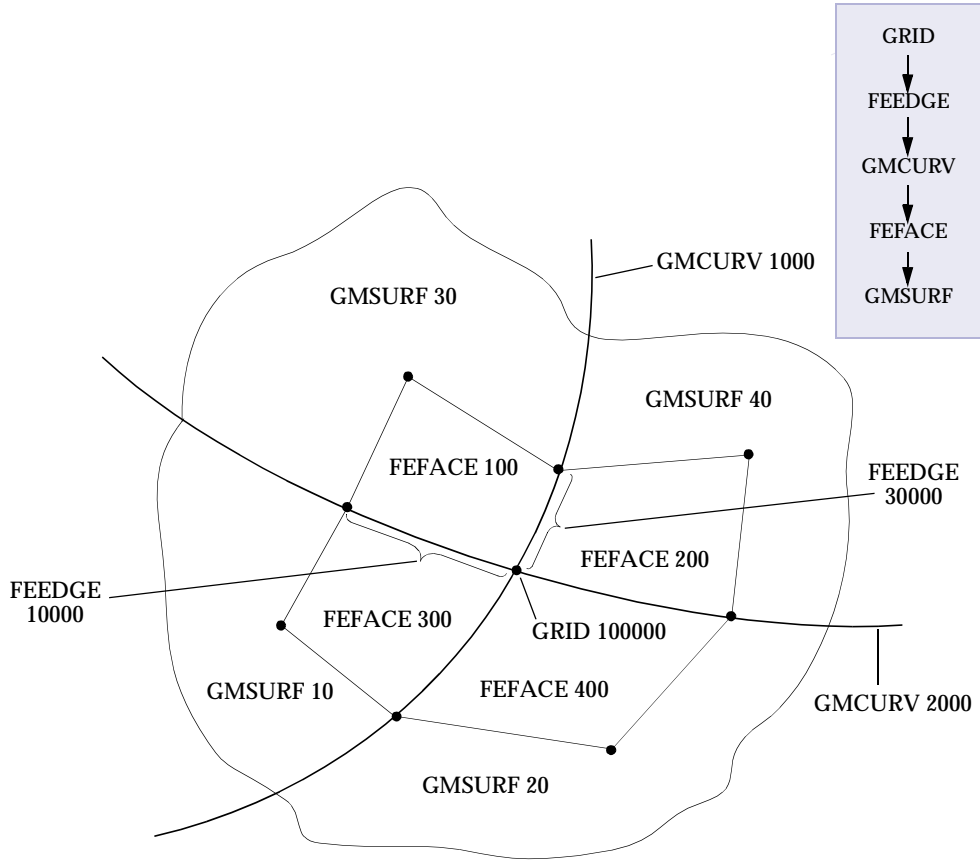 GRID
FEEDGE
GMCURV
FEFACE
GMSURF
GMCURV 1000
GMSURF 30
GMSURF 40
FEFACE 100
FEEDGE
30000
FEFACE 200
FEEDGE
10000
FEFACE 300
GRID 100000
GMSURF 10
FEFACE 400
GMCURV 2000
GMSURF 20